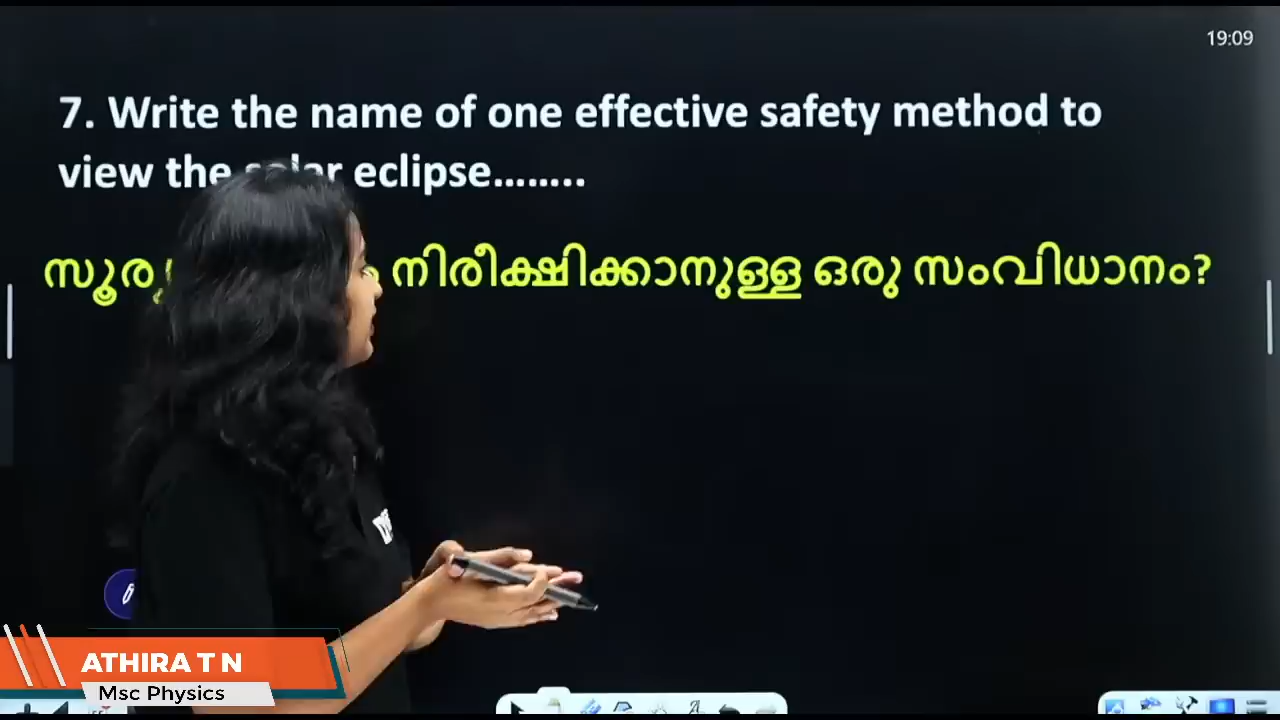 19:09
7. Write the name of one effective safety method to
view the solar eclipse........
നിരീക്ഷിക്കാനുള്ള ഒരു സംവിധാനം?
ATHIRA T N
Msc Physics